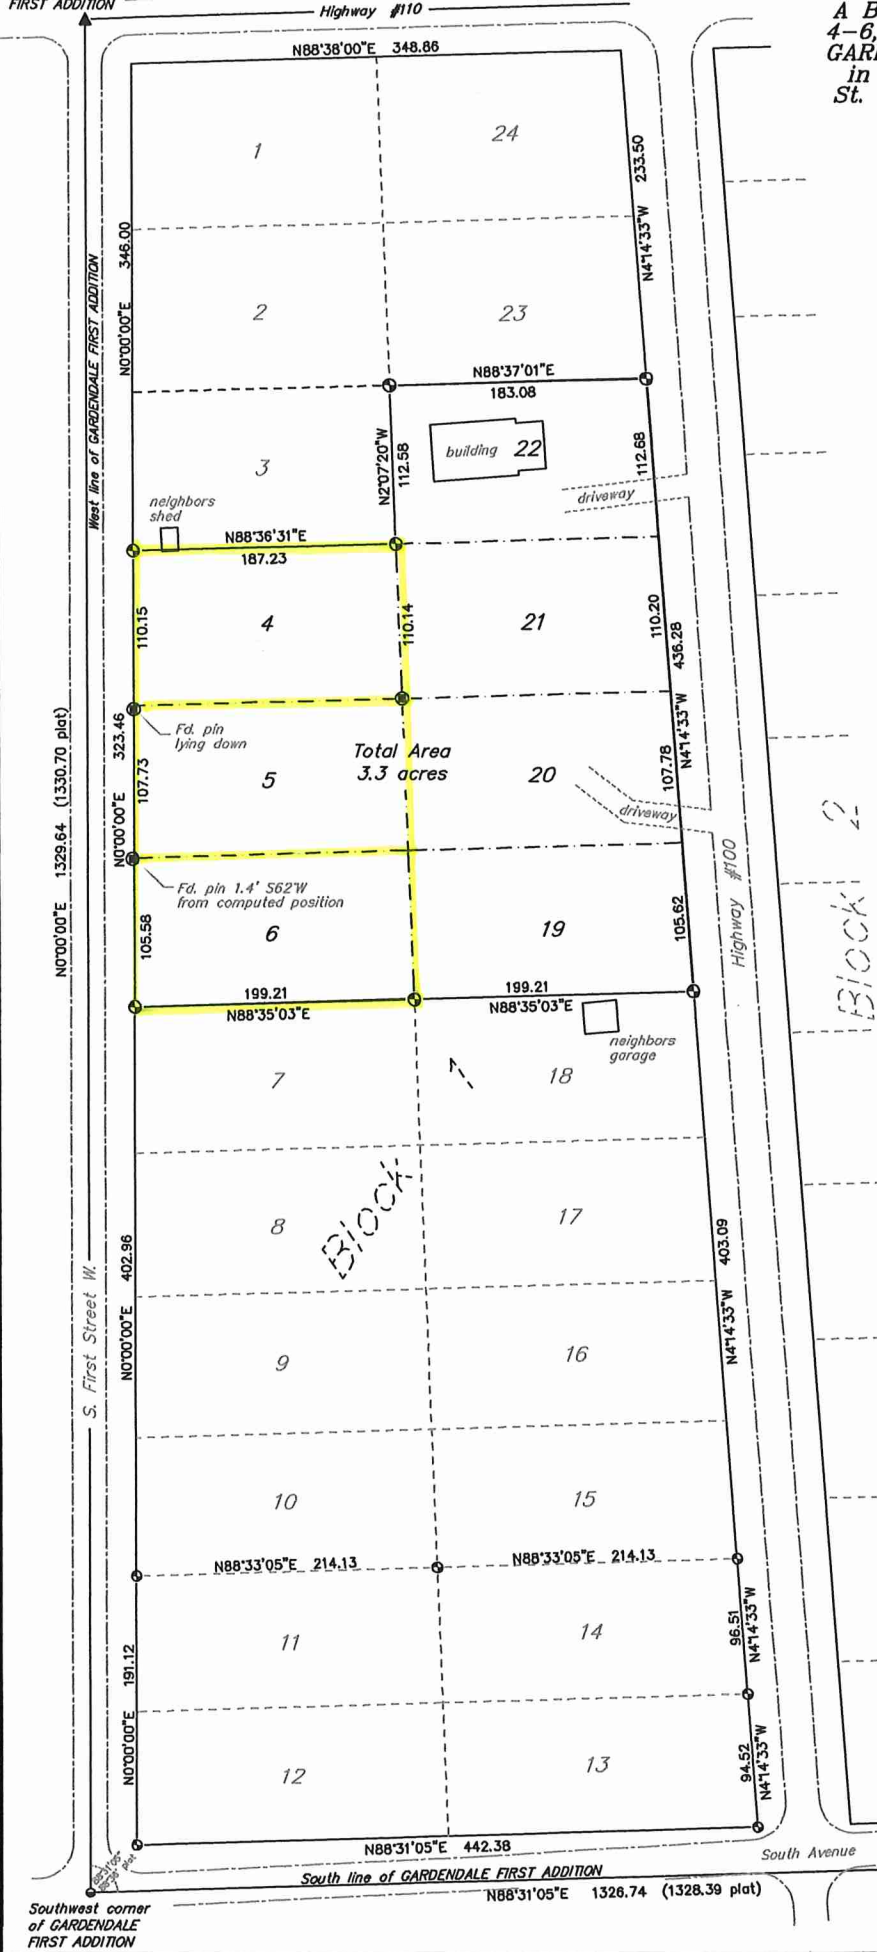 FIRST ADDITION
Highway #110
A B
4-6,
GARD
in
St.
N88°38'00"E 348.86
1
24
233.50
N4°14'33"W
N0°00'00"E 346.00
West line of GARDENDALE FIRST ADDITION
2
23
N88°37'01"E
183.08
3
N2°07'20"W
112.58
building 22
112.68
driveway
neighbors
shed
N88°36'31"E
187.23
110.15
4
110.14
21
110.20
436.28
N4°14'33"W
N0°00'00"E 1329.64 (1330.70 plat)
N0°00'00"E 323.46
Fd. pin
lying down
107.73
5
Total Area
3.3 acres
20
107.78
driveway
2
Block
Highway #100
Fd. pin 1.4' S62°W
from computed position
105.58
6
19
105.62
199.21
N88°35'03"E
199.21
N88°35'03"E
neighbors
garage
7
1
18
Block
8
17
N0°00'00"E 402.96
403.09
N4°14'33"W
S. First Street W.
9
16
10
15
N88°33'05"E 214.13
N88°33'05"E 214.13
11
14
96.51
N4°14'33"W
N0°00'00"E 191.12
12
13
94.52
N4°14'33"W
N88°31'05"E 442.38
South Avenue
South line of GARDENDALE FIRST ADDITION
N88°31'05"E 1326.74 (1328.39 plat)
Southwest corner
of GARDENDALE
FIRST ADDITION